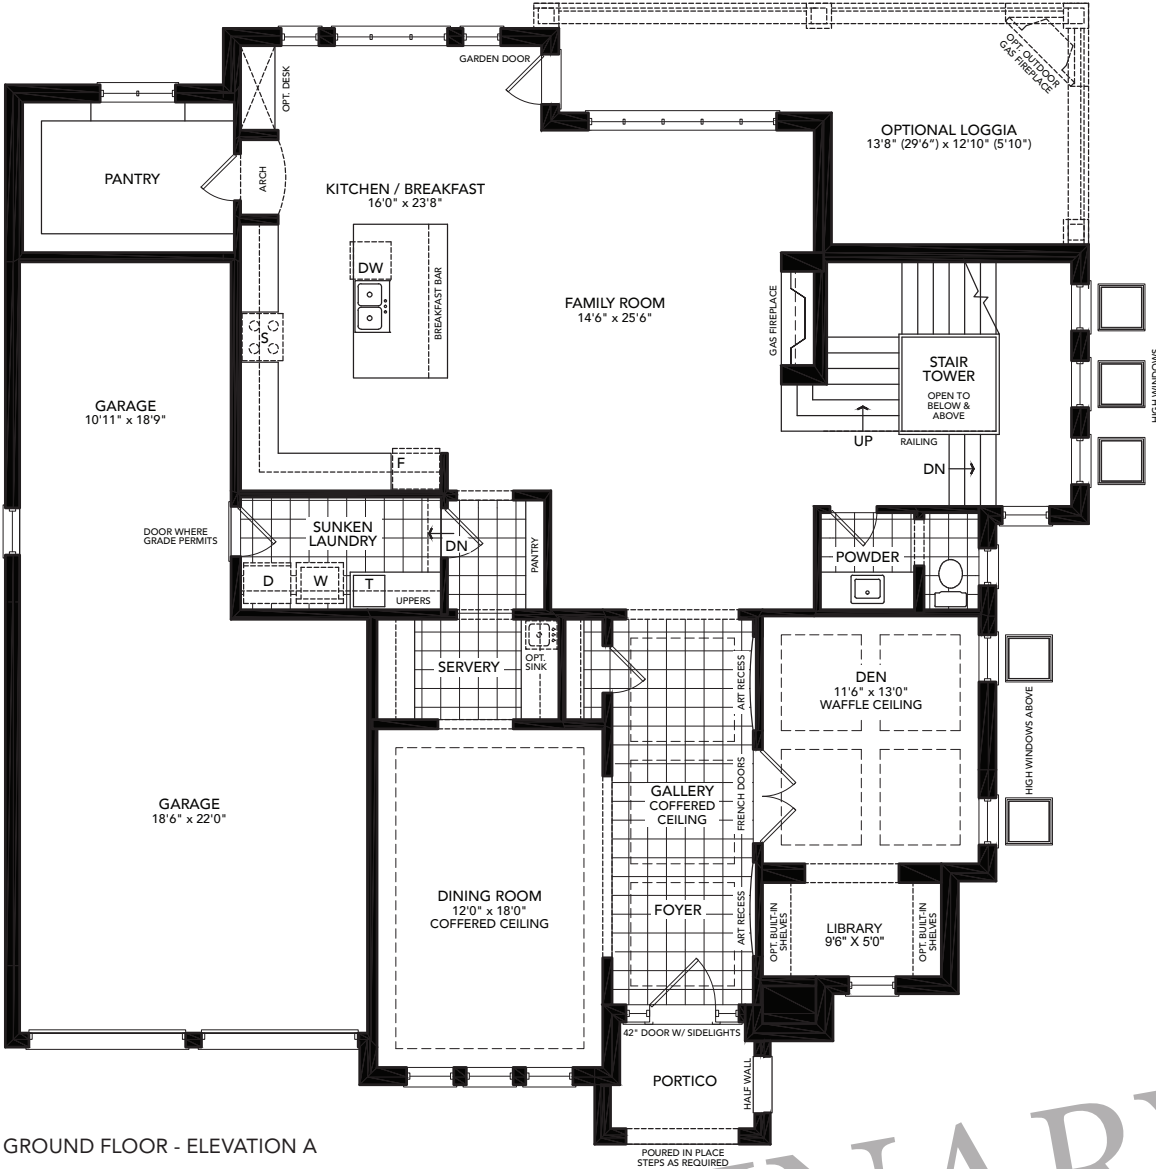 GARDEN DOOR
OPT. DESK
OPT. OUTDOOR
GAS FIREPLACE
OPTIONAL LOGGIA
13'8" (29'6") x 12'10" (5'10")
PANTRY
ARCH
KITCHEN / BREAKFAST
16'0" x 23'8"
DW
BREAKFAST BAR
FAMILY ROOM
14'6" x 25'6"
GAS FIREPLACE
S
STAIR
TOWER
OPEN TO
BELOW &
ABOVE
HIGH WINDOWS
GARAGE
10'11" x 18'9"
UP
RAILING
DN
F
DOOR WHERE
GRADE PERMITS
SUNKEN
LAUNDRY
DN
PANTRY
POWDER
D
W
T
UPPERS
SERVERY
OPT.
SINK
ART RECESS
DEN
11'6" x 13'0"
WAFFLE CEILING
HIGH WINDOWS ABOVE
GARAGE
18'6" x 22'0"
GALLERY
COFFERED
CEILING
FRENCH DOORS
DINING ROOM
12'0" x 18'0"
COFFERED CEILING
FOYER
ART RECESS
OPT. BUILT-IN
SHELVES
LIBRARY
9'6" X 5'0"
OPT. BUILT-IN
SHELVES
42" DOOR W/ SIDELIGHTS
PORTICO
HALF WALL
GROUND FLOOR - ELEVATION A
POURED IN PLACE
STEPS AS REQUIRED